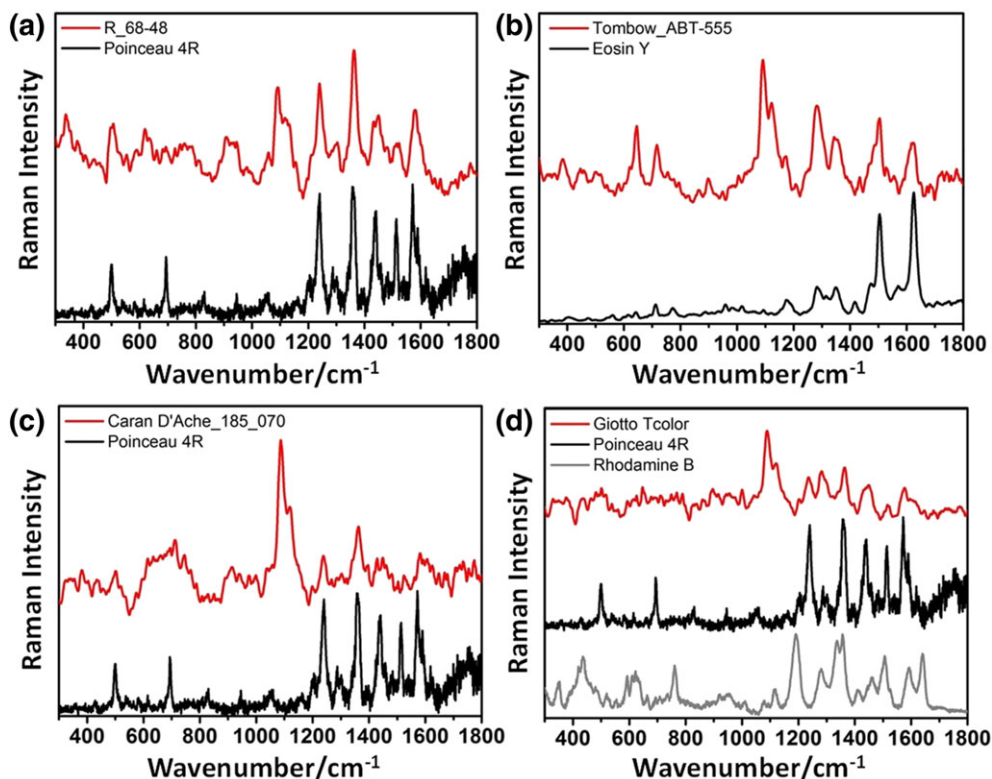 (a)
R_68-48
Poinceau 4R
Raman Intensity
400 600 800 1000 1200 1400 1600 1800
Wavenumber/cm⁻¹
(b)
Tombow_ABT-555
Eosin Y
Raman Intensity
400 600 800 1000 1200 1400 1600 1800
Wavenumber/cm⁻¹
(c)
Caran D'Ache_185_070
Poinceau 4R
Raman Intensity
400 600 800 1000 1200 1400 1600 1800
Wavenumber/cm⁻¹
(d)
Giotto Tcolor
Poinceau 4R
Rhodamine B
Raman Intensity
400 600 800 1000 1200 1400 1600 1800
Wavenumber/cm⁻¹